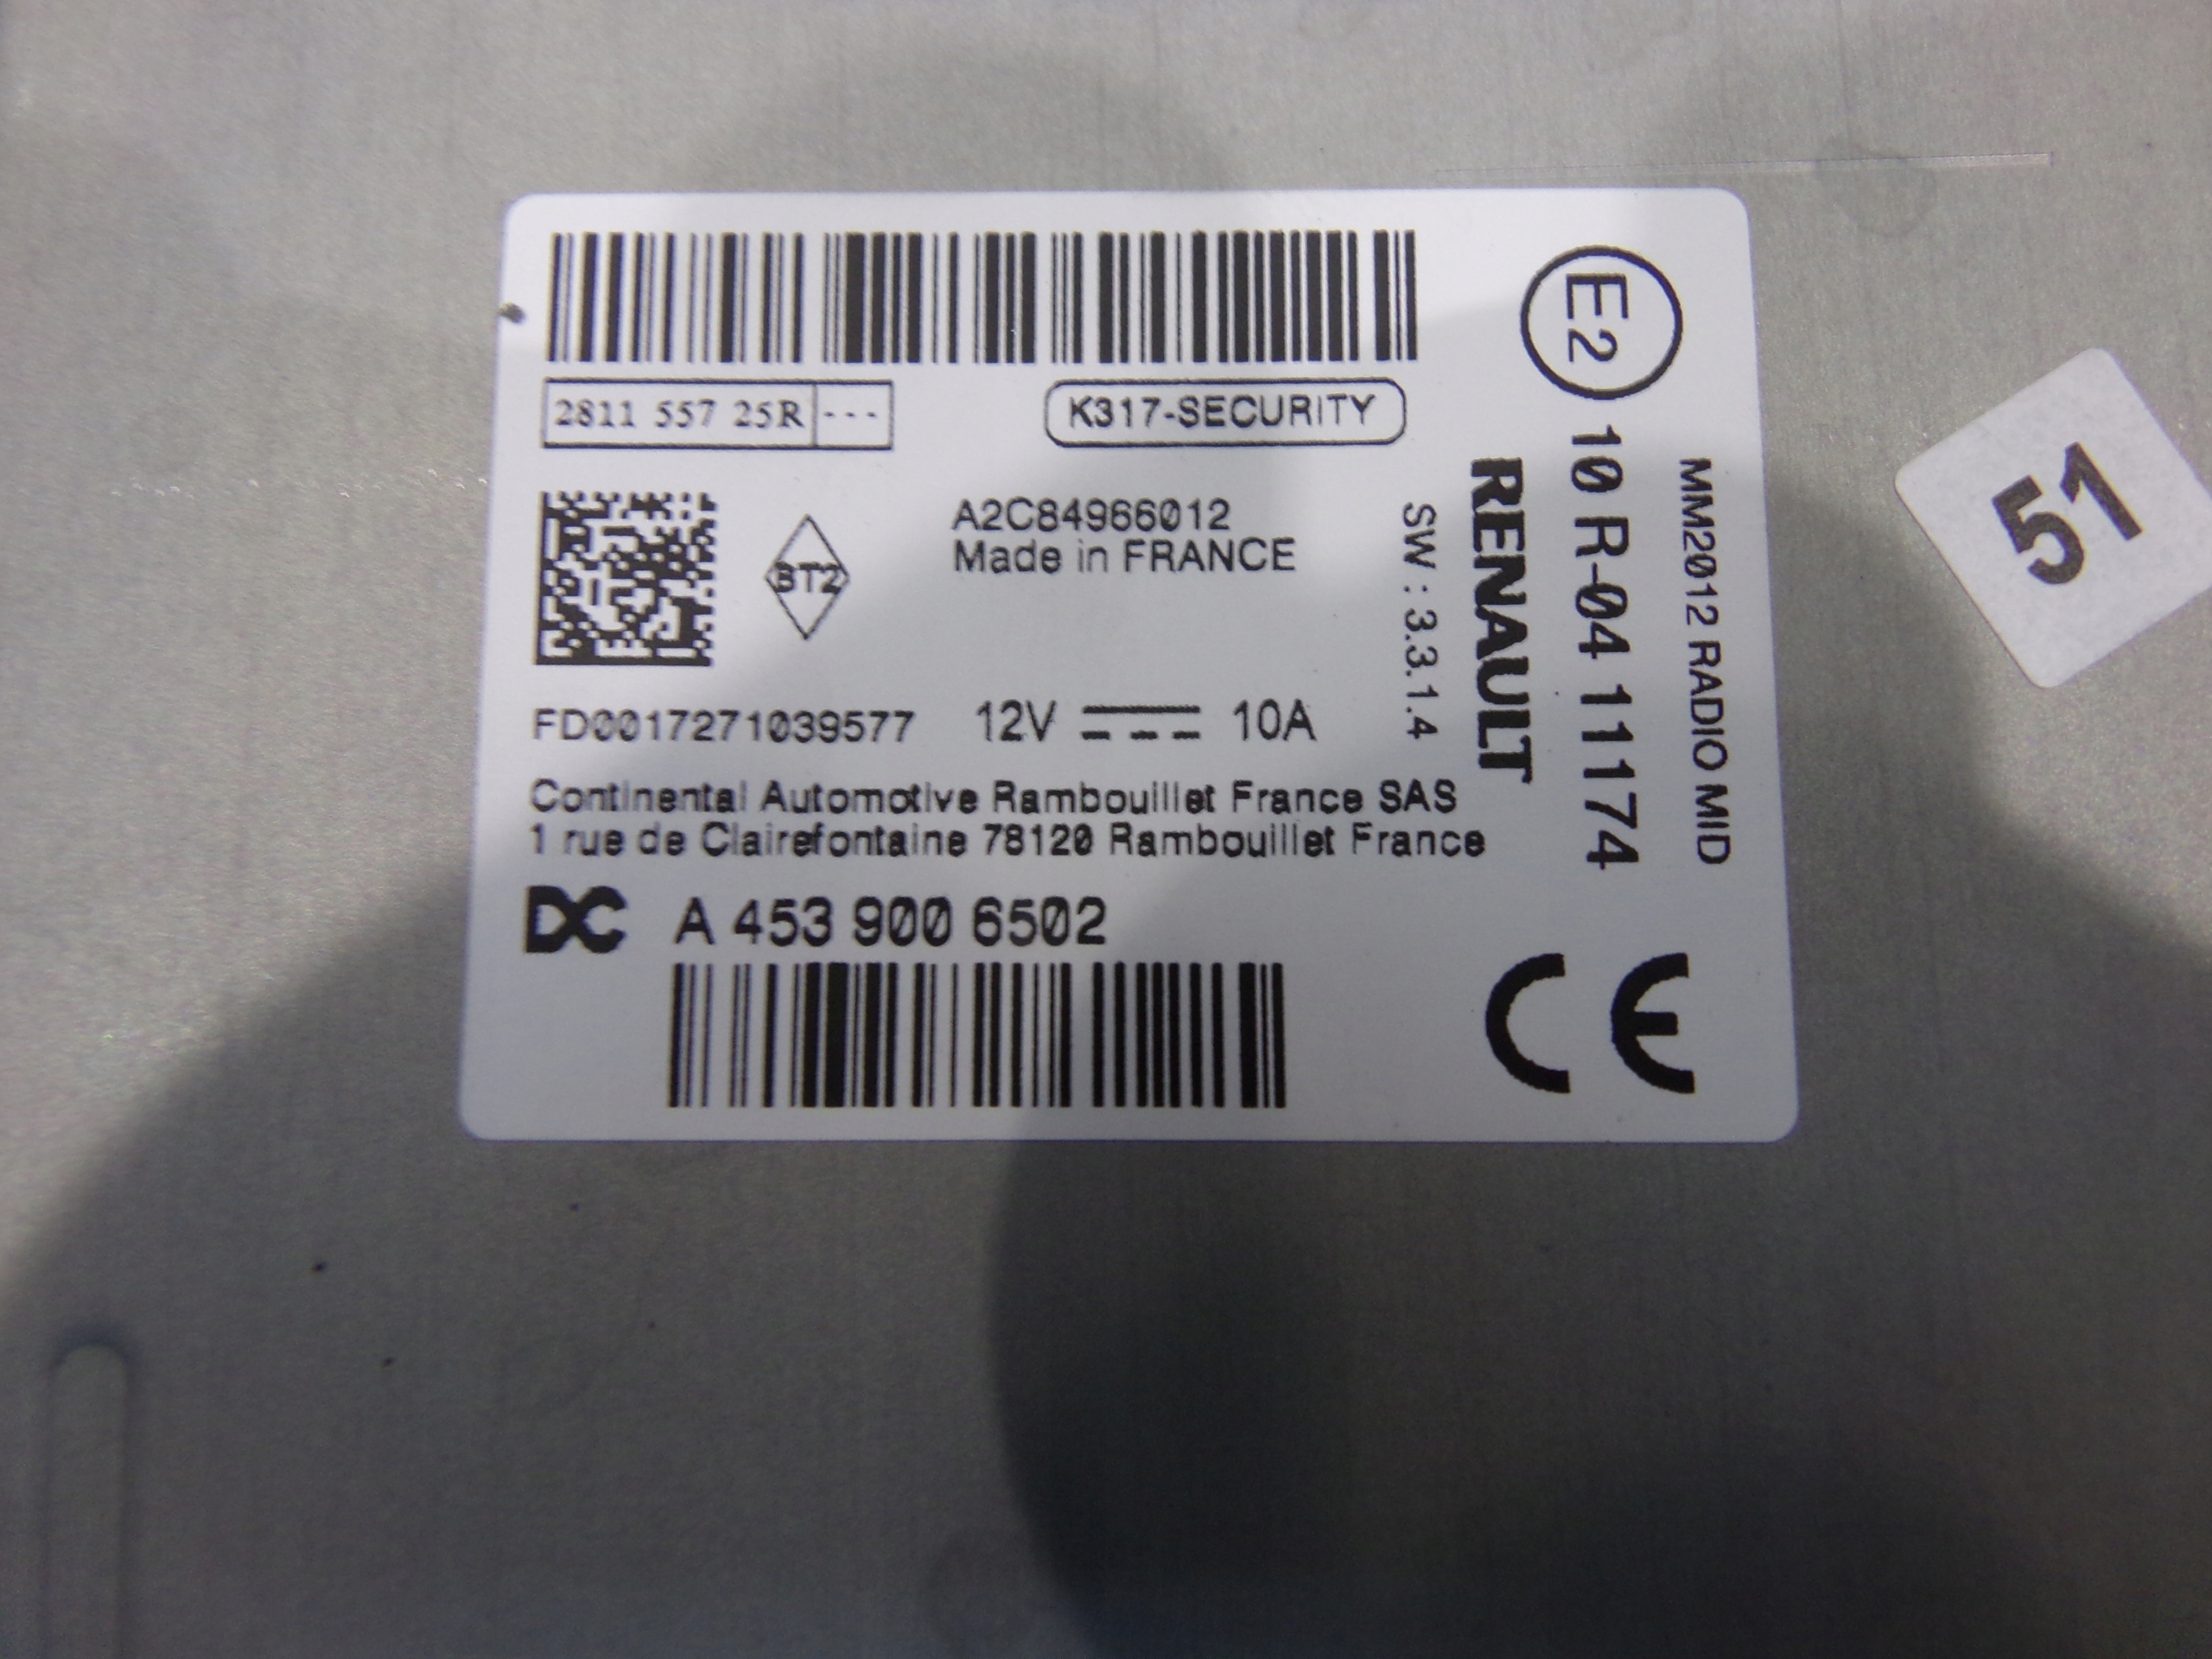 2811 557 25R ---
K317-SECURITY
BT2
A2C84966012
Made in FRANCE
FD0017271039577 12V 10A
Continental Automotive Rambouillet France SAS
1 rue de Clairefontaine 78120 Rambouillet France
DC A 453 900 6502
E2 10 R-04 11174
MM2012 RADIO MID
RENAULT
SW : 3.3.1.4
CE
51